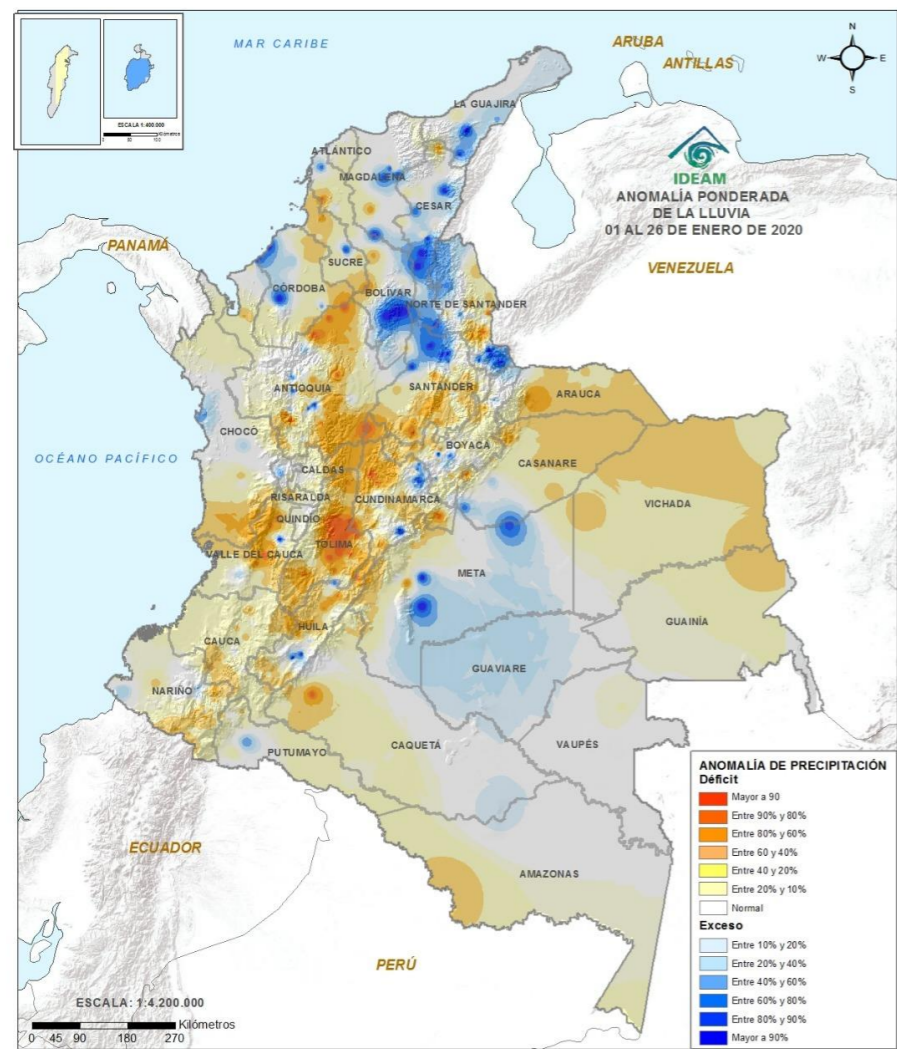 MAR CARIBE
ARUBA
ANTILLAS
N
W
E
S
ESCALA 1:400.000
LA GUAJIRA
ATLÁNTICO
MAGDALENA
CESAR
IDEAM
ANOMALÍA PONDERADA
DE LA LLUVIA
01 AL 26 DE ENERO DE 2020
PANAMÁ
VENEZUELA
SUCRE
CÓRDOBA
BOLÍVAR
NORTE DE SANTANDER
ANTIOQUIA
SANTANDER
ARAUCA
CHOCÓ
BOYACA
OCÉANO PACÍFICO
CASANARE
CALDAS
RISARALDA
CUNDINAMARCA
VICHADA
QUINDÍO
TOLIMA
VALLE DEL CAUCA
META
GUAINÍA
HUILA
CAUCA
GUAVIARE
NARIÑO
CAQUETÁ
VAUPÉS
PUTUMAYO
ECUADOR
AMAZONAS
PERÚ
ANOMALÍA DE PRECIPITACIÓN
Déficit
Mayor a 90
Entre 90% y 80%
Entre 80% y 60%
Entre 60 y 40%
Entre 40 y 20%
Entre 20% y 10%
Normal
Exceso
Entre 10% y 20%
Entre 20% y 40%
Entre 40% y 60%
Entre 60% y 80%
Entre 80% y 90%
Mayor a 90%
ESCALA: 1:4.200.000
Kilómetros
0 45 90 180 270